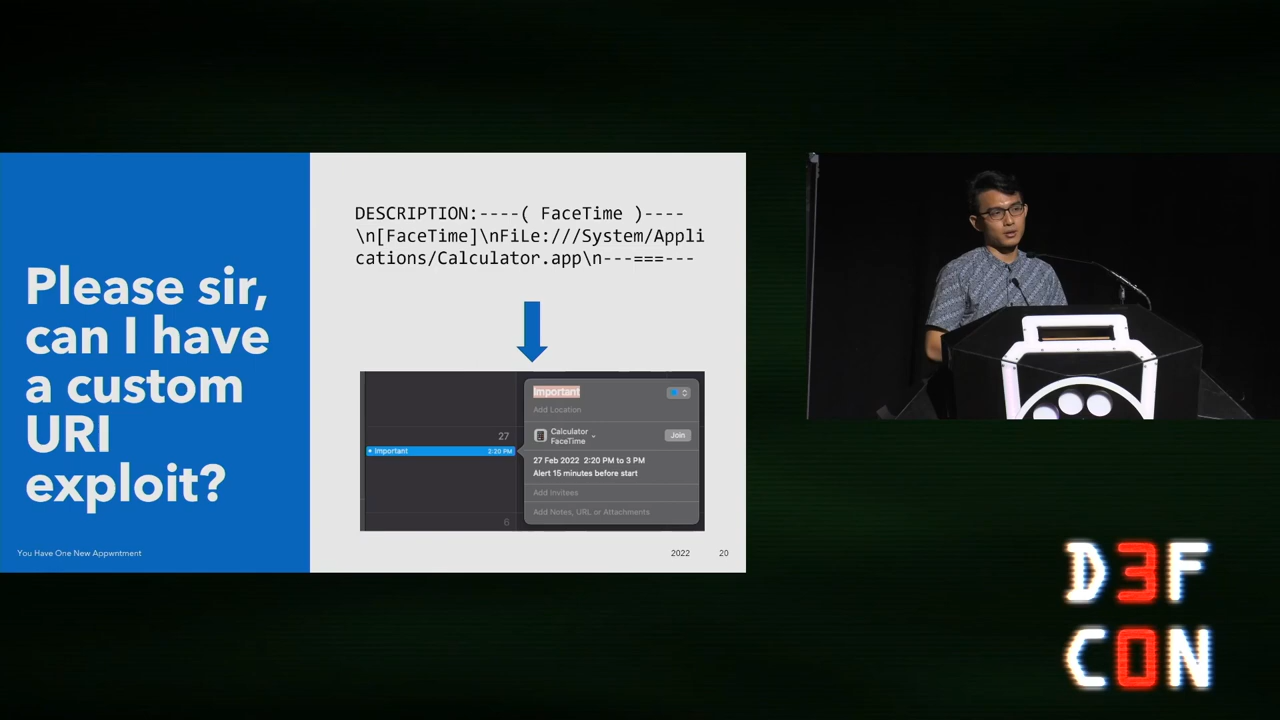 Please sir,
can I have
a custom
URI
exploit?
You Have One New Appwntment
DESCRIPTION:----( FaceTime )----
\n[FaceTime]\nFiLe:///System/Appli
cations/Calculator.app\n---===---
27
Important
2:20 PM
6
Important
Add Location
Calculator
FaceTime
Join
27 Feb 2022 2:20 PM to 3 PM
Alert 15 minutes before start
Add Invitees
Add Notes, URL or Attachments
2022
20
D3F
C0N